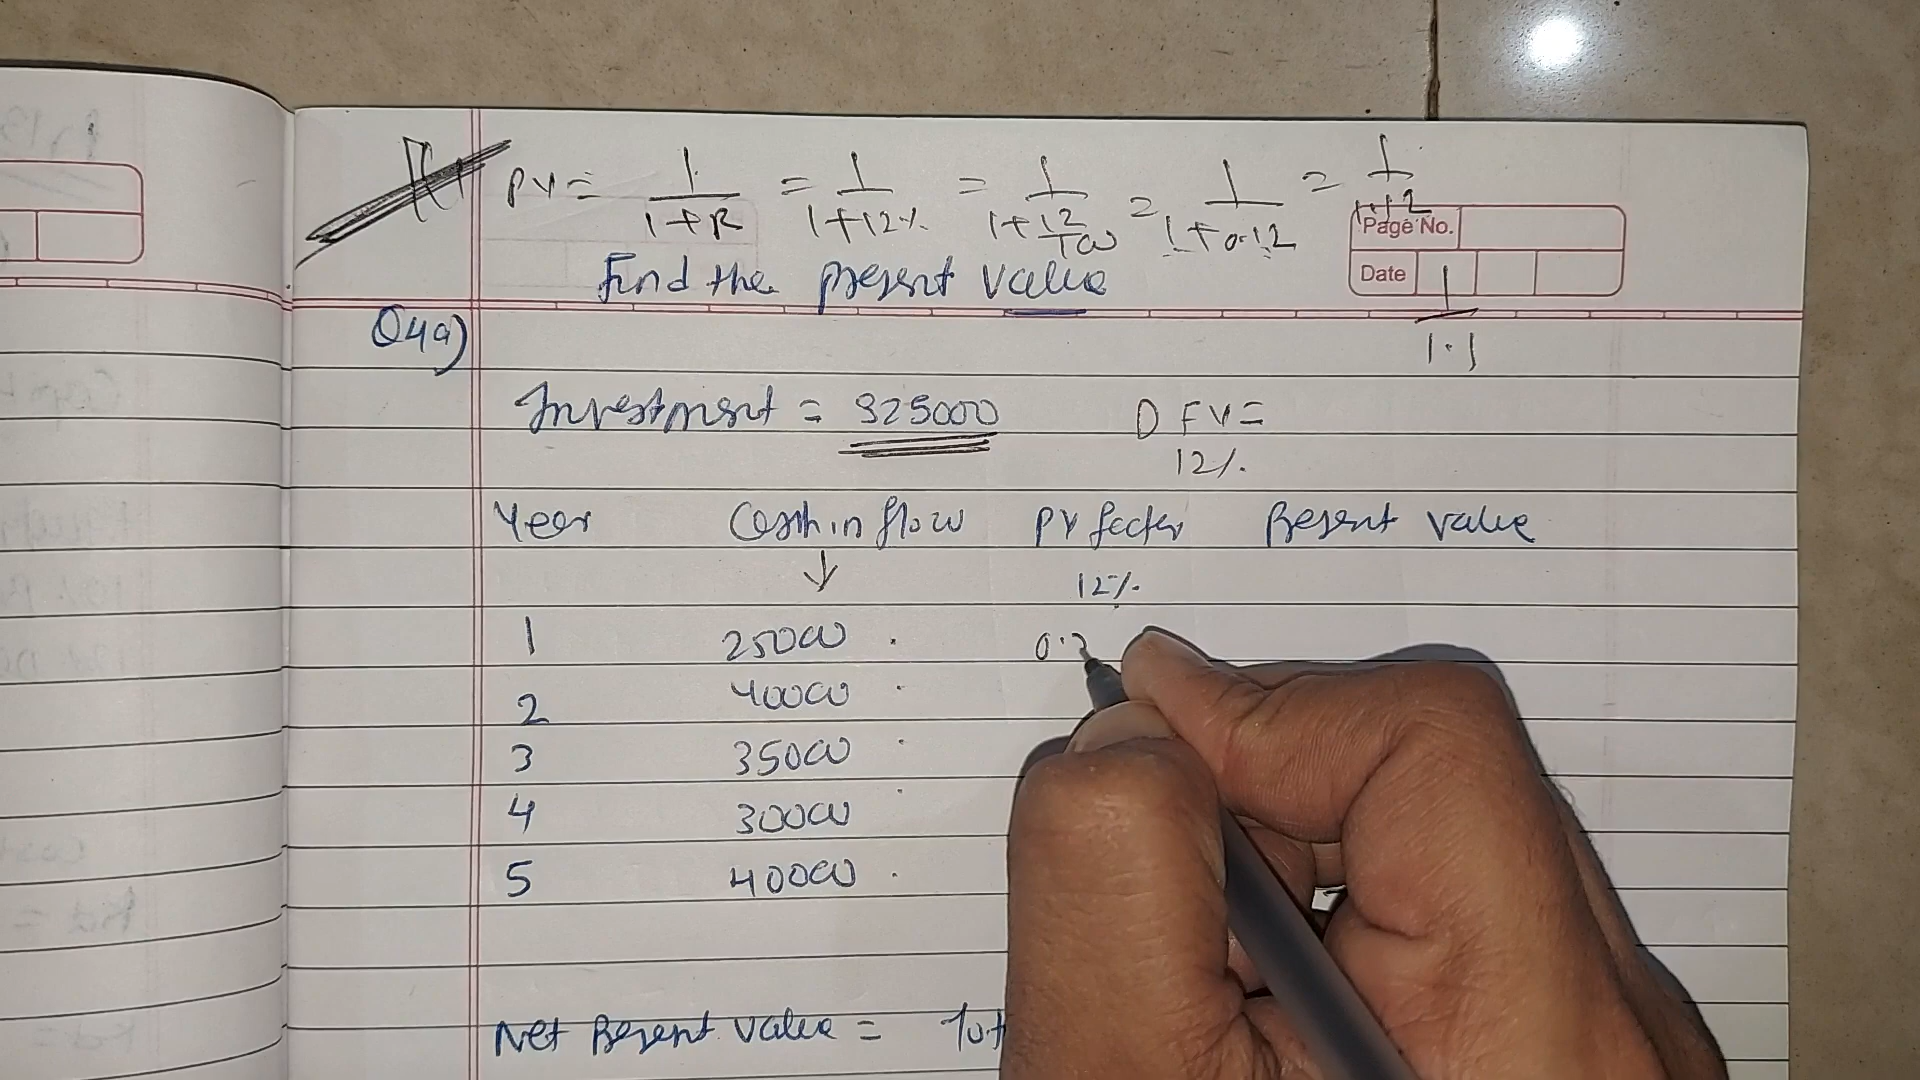 PV = 1/1+R = 1/1+12% = 1/1+12/100 = 1/1+0.12 = 1/1.12
Page No.
Find the present value
Date
1/1.1
Q4a)
Investment = 325000 DFV =
12%
Year Cash in flow PV factor Present value
↓ 12%
1 25000
2 40000
3 35000
4 30000
5 40000
Net Present value =